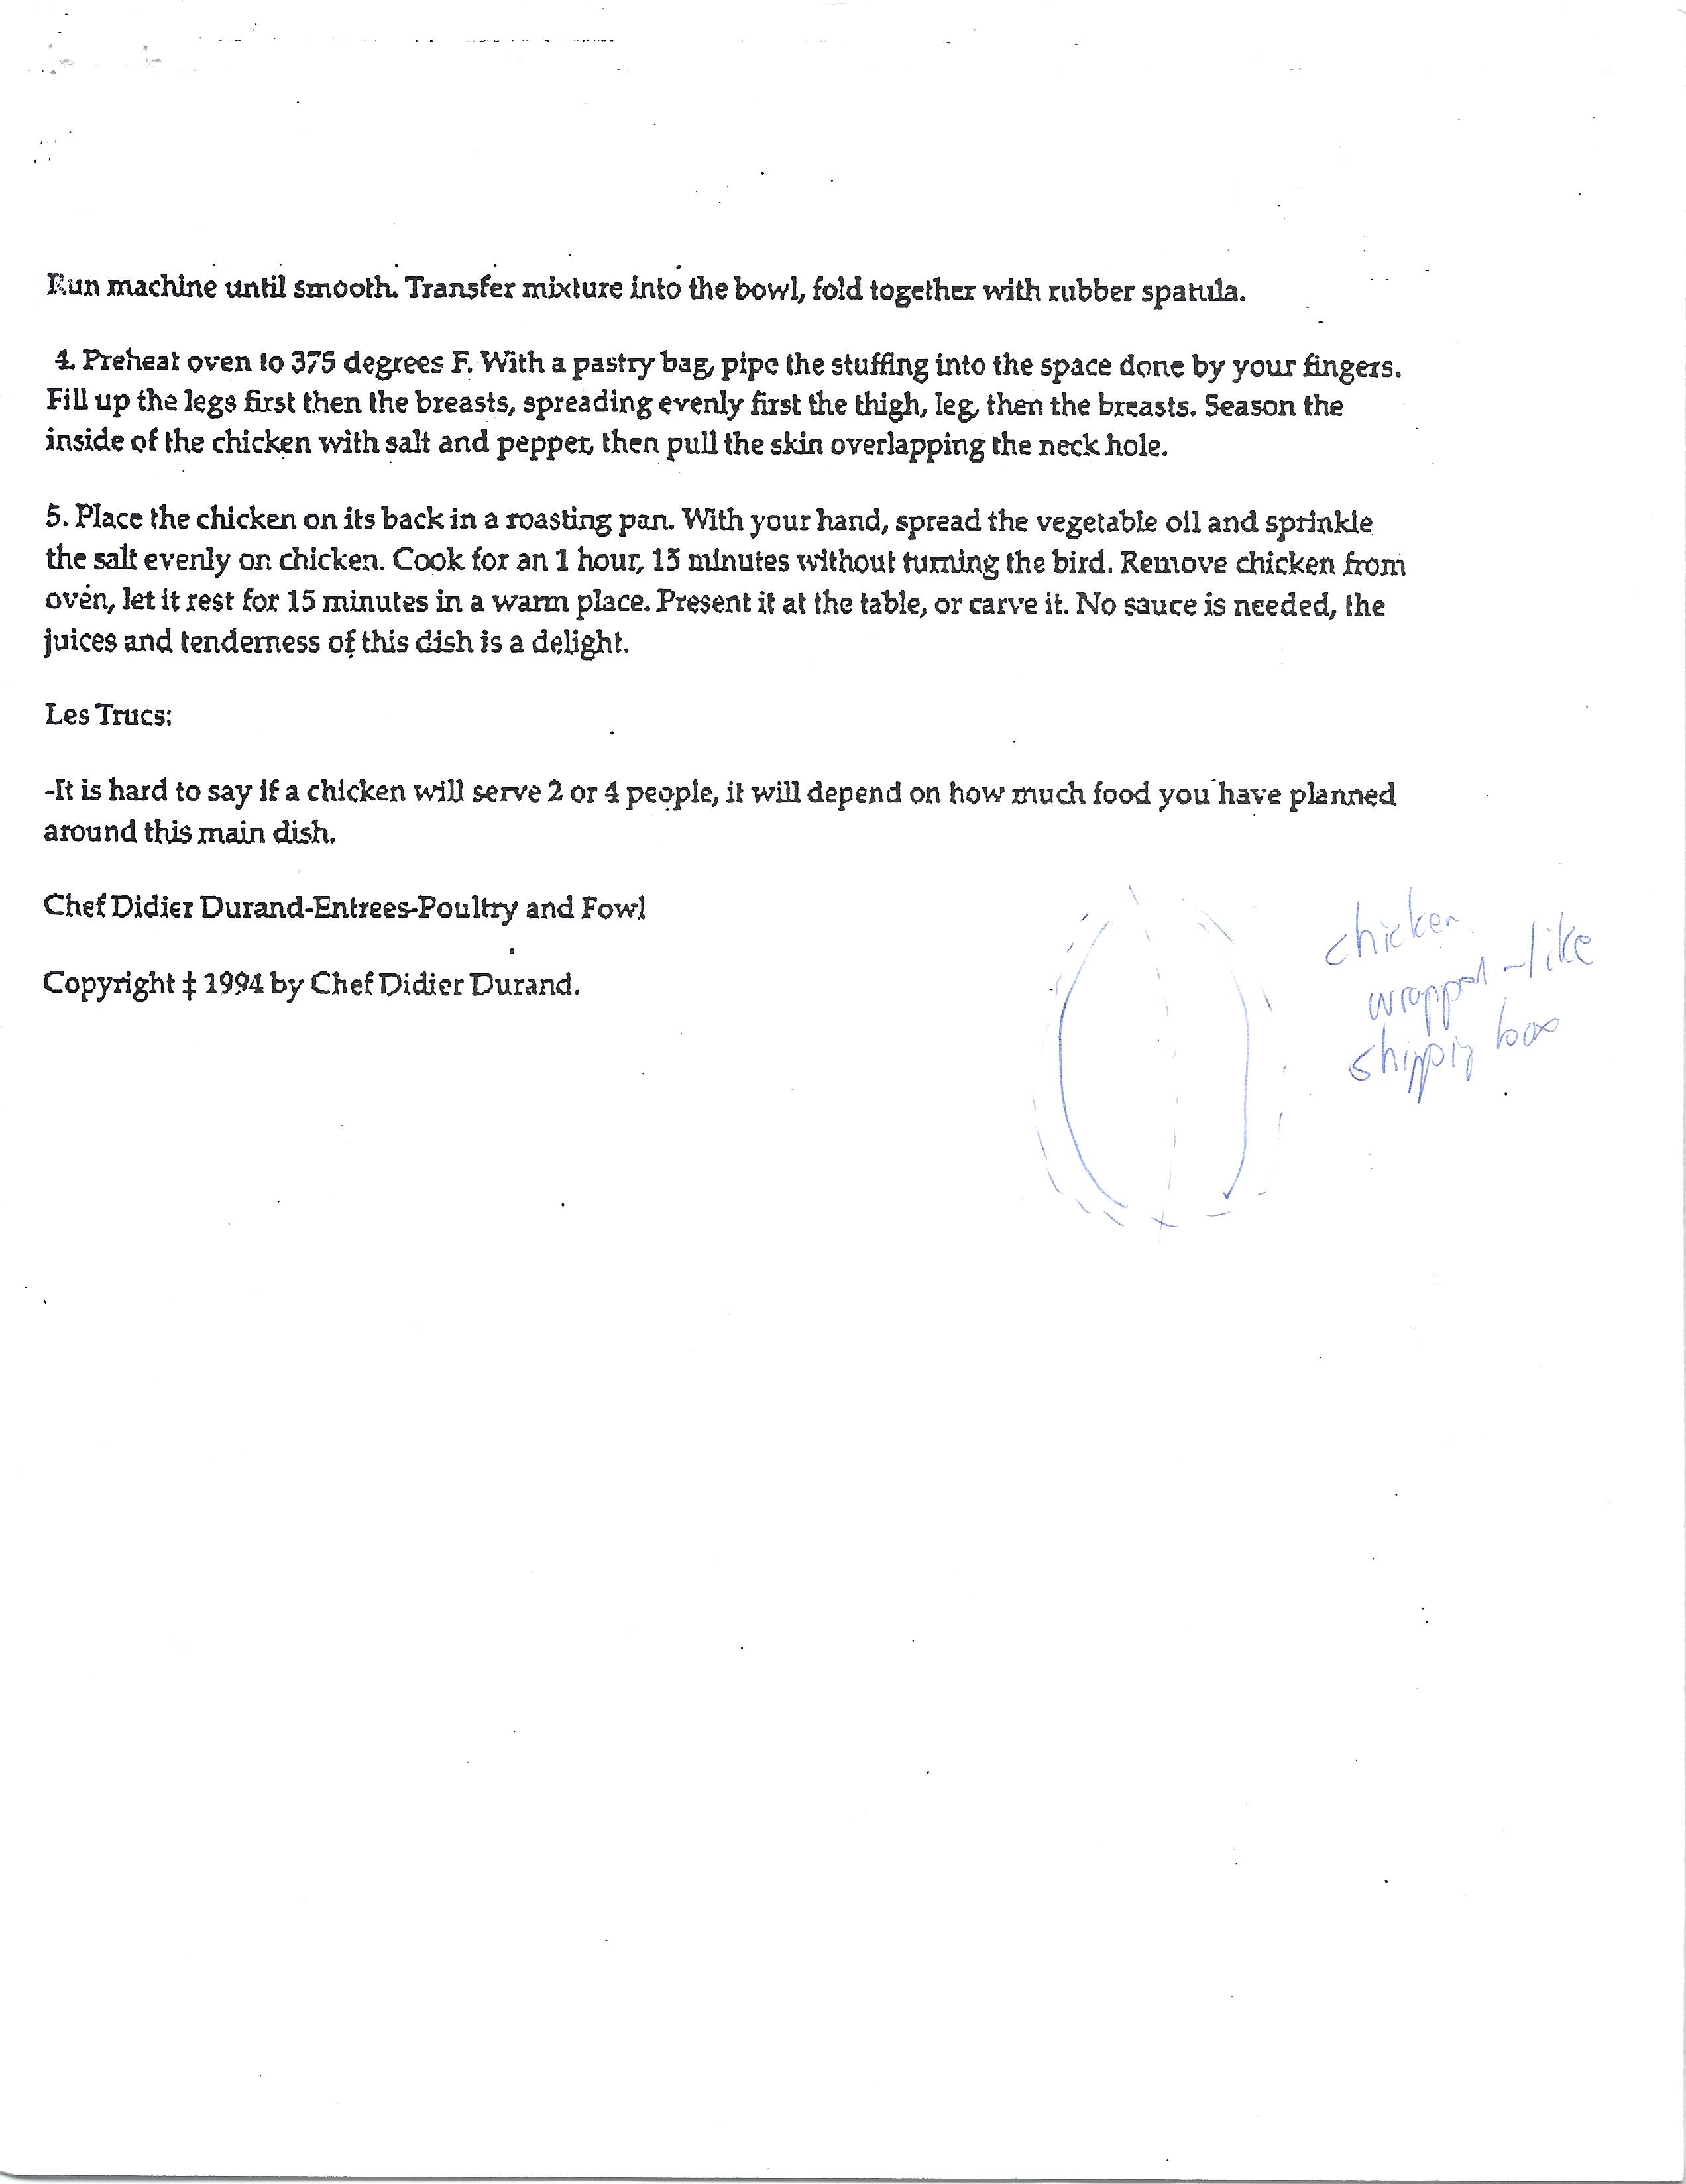 Run machine until smooth. Transfer mixture into the bowl, fold together with rubber spatula.
4. Preheat oven to 375 degrees F. With a pastry bag, pipe the stuffing into the space done by your fingers.
Fill up the legs first then the breasts, spreading evenly first the thigh, leg, then the breasts. Season the
inside of the chicken with salt and pepper, then pull the skin overlapping the neck hole.
5. Place the chicken on its back in a roasting pan. With your hand, spread the vegetable oil and sprinkle
the salt evenly on chicken. Cook for an 1 hour, 15 minutes without turning the bird. Remove chicken from
oven, let it rest for 15 minutes in a warm place. Present it at the table, or carve it. No sauce is needed, the
juices and tenderness of this dish is a delight.
Les Trucs:
-It is hard to say if a chicken will serve 2 or 4 people, it will depend on how much food you have planned
around this main dish.
Chef Didier Durand-Entrees-Poultry and Fowl
Copyright ‡ 1994 by Chef Didier Durand.
chicken
wrapped - like
shippig box